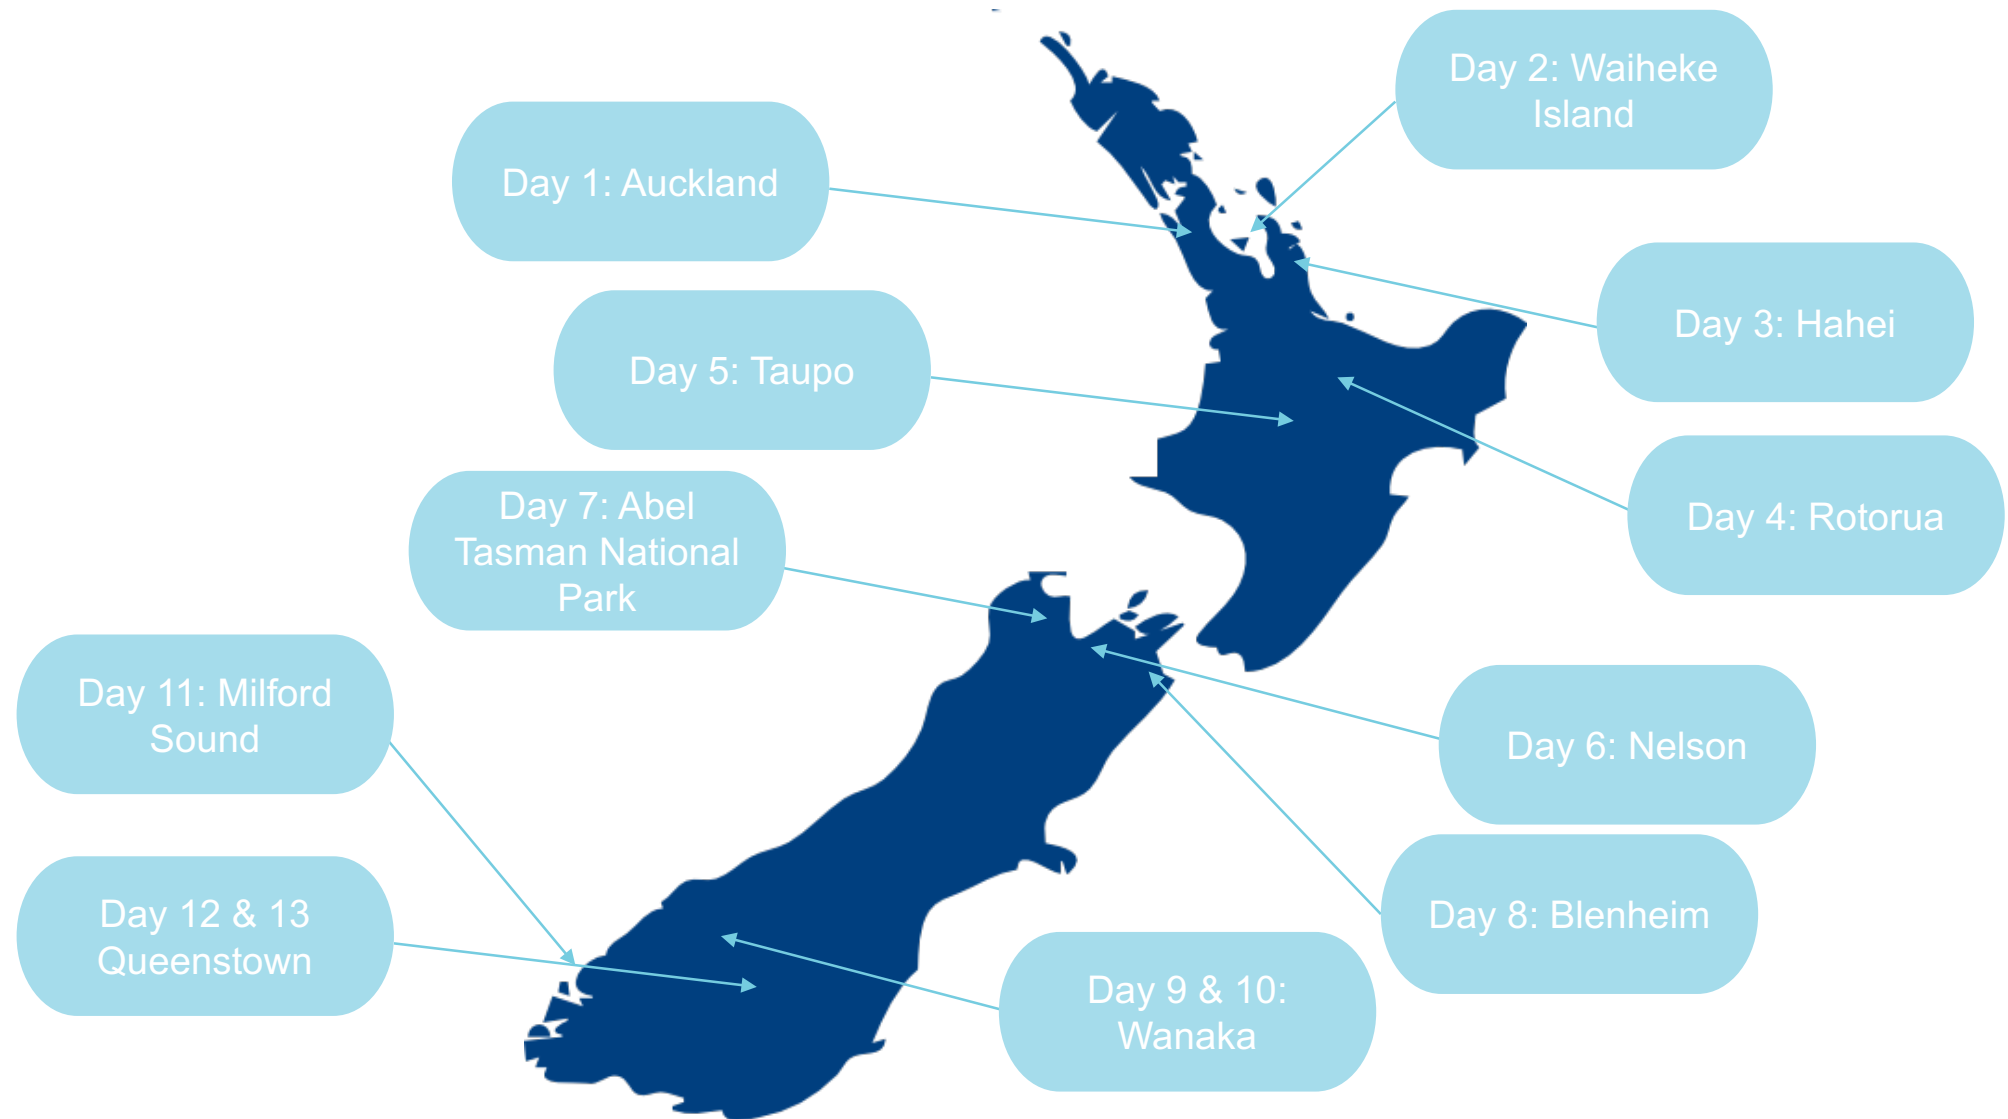 Day 1: Auckland
Day 2: Waiheke
Island
Day 3: Hahei
Day 5: Taupo
Day 4: Rotorua
Day 7: Abel
Tasman National
Park
Day 6: Nelson
Day 11: Milford
Sound
Day 8: Blenheim
Day 12 & 13
Queenstown
Day 9 & 10:
Wanaka